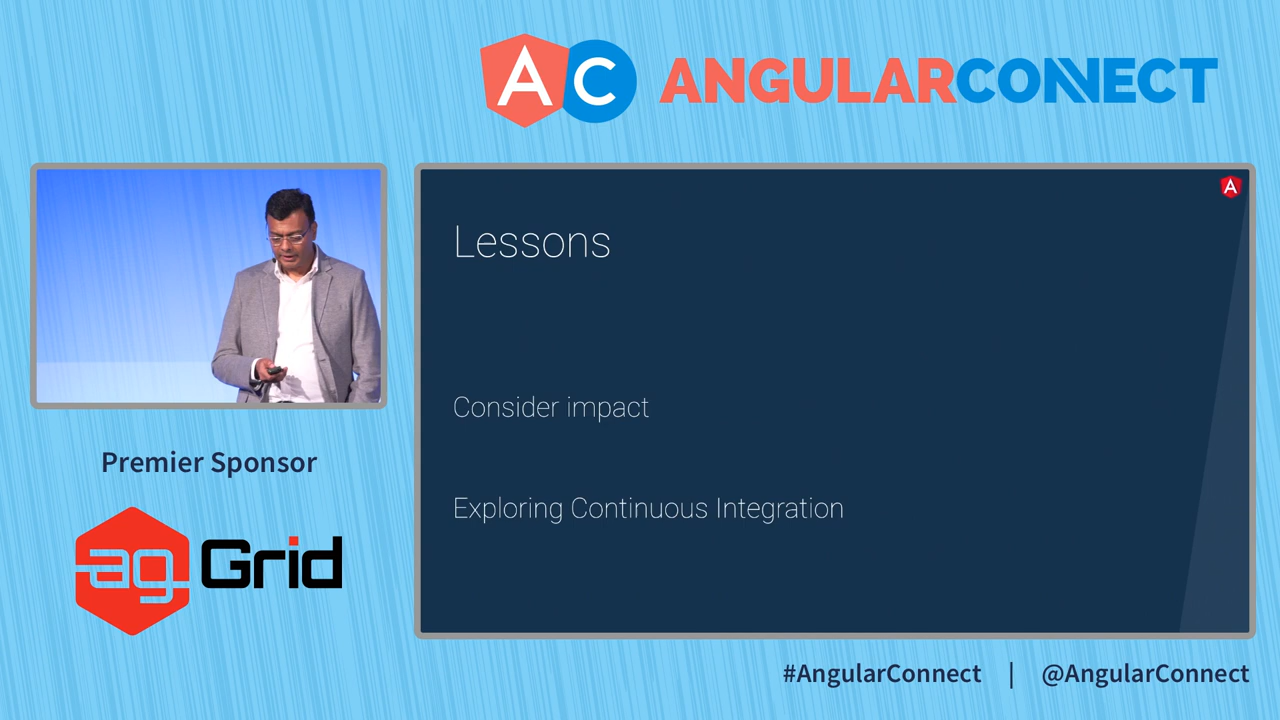 AC ANGULARCONNECT
A
Lessons
Consider impact
Exploring Continuous Integration
Premier Sponsor
ag Grid
#AngularConnect | @AngularConnect